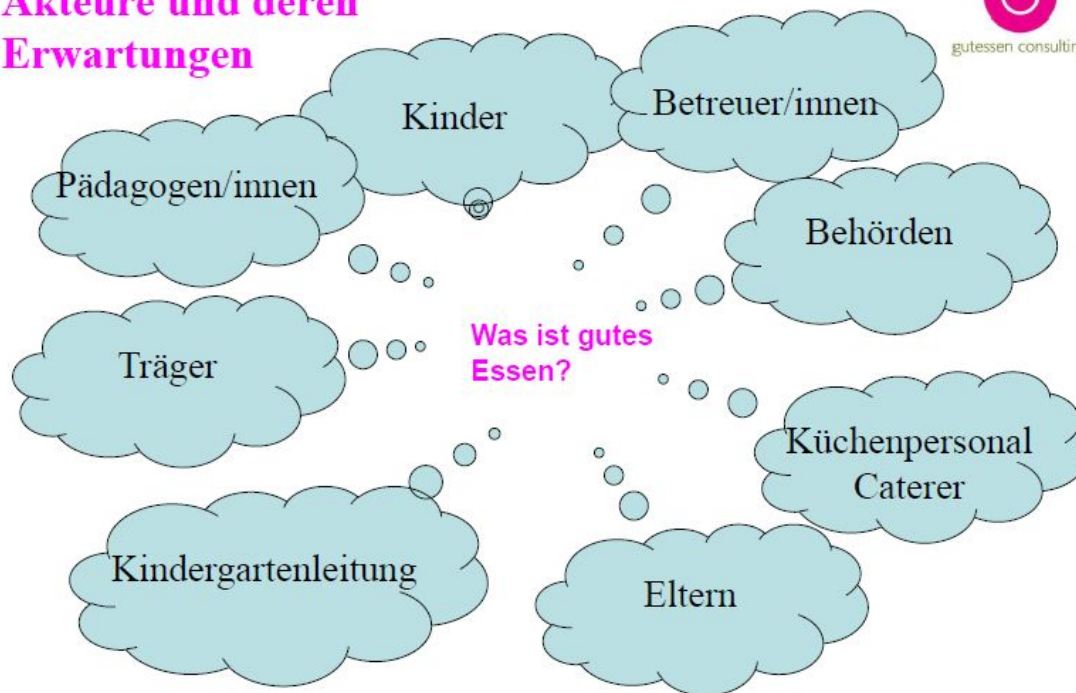 Akteure und deren
Erwartungen
gutessen consulting
Kinder
Betreuer/innen
Pädagogen/innen
Behörden
Was ist gutes
Essen?
Träger
Küchenpersonal
Caterer
Kindergartenleitung
Eltern